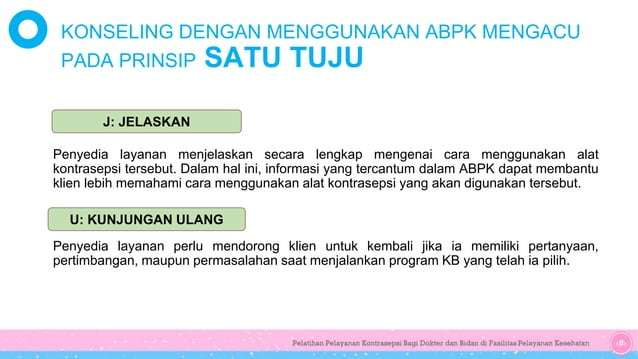 KONSELING DENGAN MENGGUNAKAN ABPK MENGACU
PADA PRINSIP SATU TUJU
J: JELASKAN
Penyedia layanan menjelaskan secara lengkap mengenai cara menggunakan alat
kontrasepsi tersebut. Dalam hal ini, informasi yang tercantum dalam ABPK dapat membantu
klien lebih memahami cara menggunakan alat kontrasepsi yang akan digunakan tersebut.
U: KUNJUNGAN ULANG
Penyedia layanan perlu mendorong klien untuk kembali jika ia memiliki pertanyaan,
pertimbangan, maupun permasalahan saat menjalankan program KB yang telah ia pilih.
Pelatihan Pelayanan Kontrasepsi Bagi Dokter dan Bidan di Fasilitas Pelayanan Kesehatan